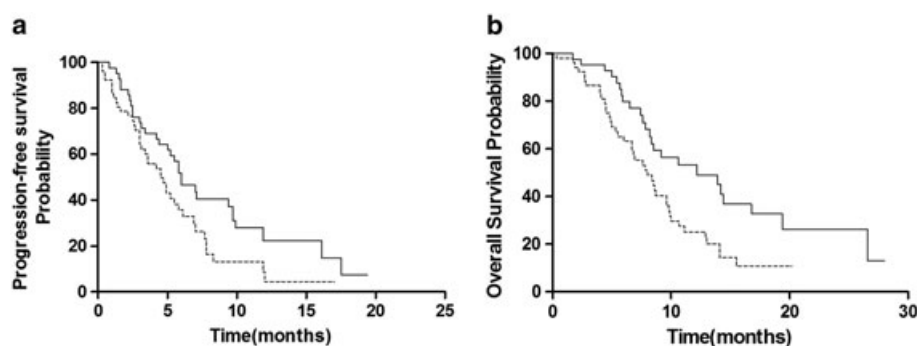 a
Progression-free survival
Probability
100
80
60
40
20
0
0 5 10 15 20 25
Time(months)
b
Overall Survival Probability
100
80
60
40
20
0
0 10 20 30
Time(months)